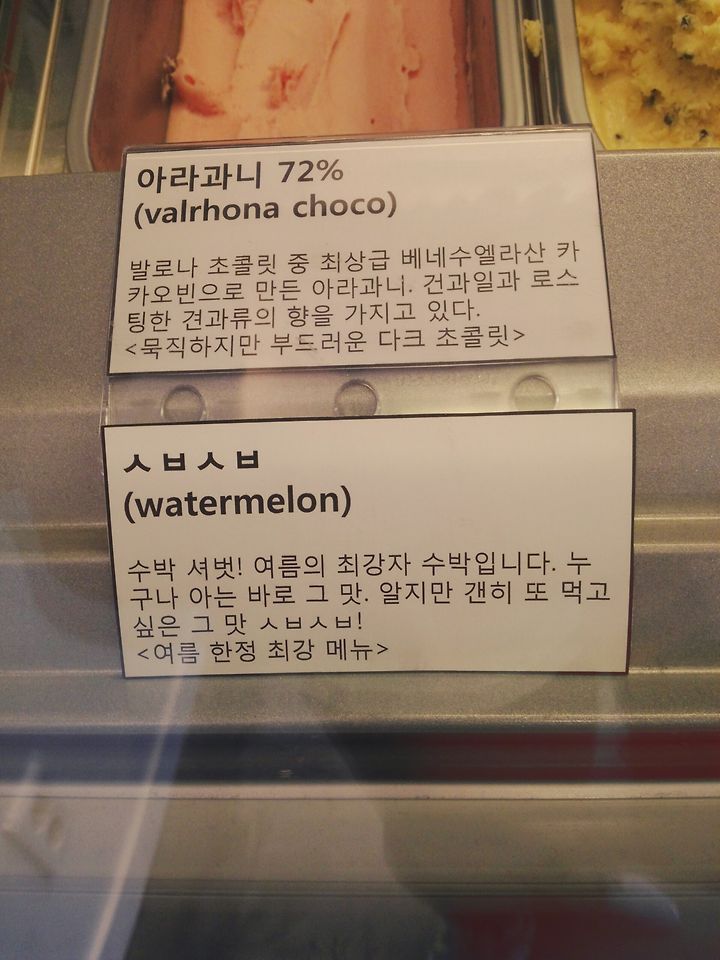 아라과니 72%
(valrhona choco)
발로나 초콜릿 중 최상급 베네수엘라산 카
카오빈으로 만든 아라과니. 건과일과 로스
팅한 견과류의 향을 가지고 있다.
<묵직하지만 부드러운 다크 초콜릿>
ㅅㅂㅅㅂ
(watermelon)
수박 셔벗! 여름의 최강자 수박입니다. 누
구나 아는 바로 그 맛. 알지만 갠히 또 먹고
싶은 그 맛 ㅅㅂㅅㅂ!
<여름 한정 최강 메뉴>